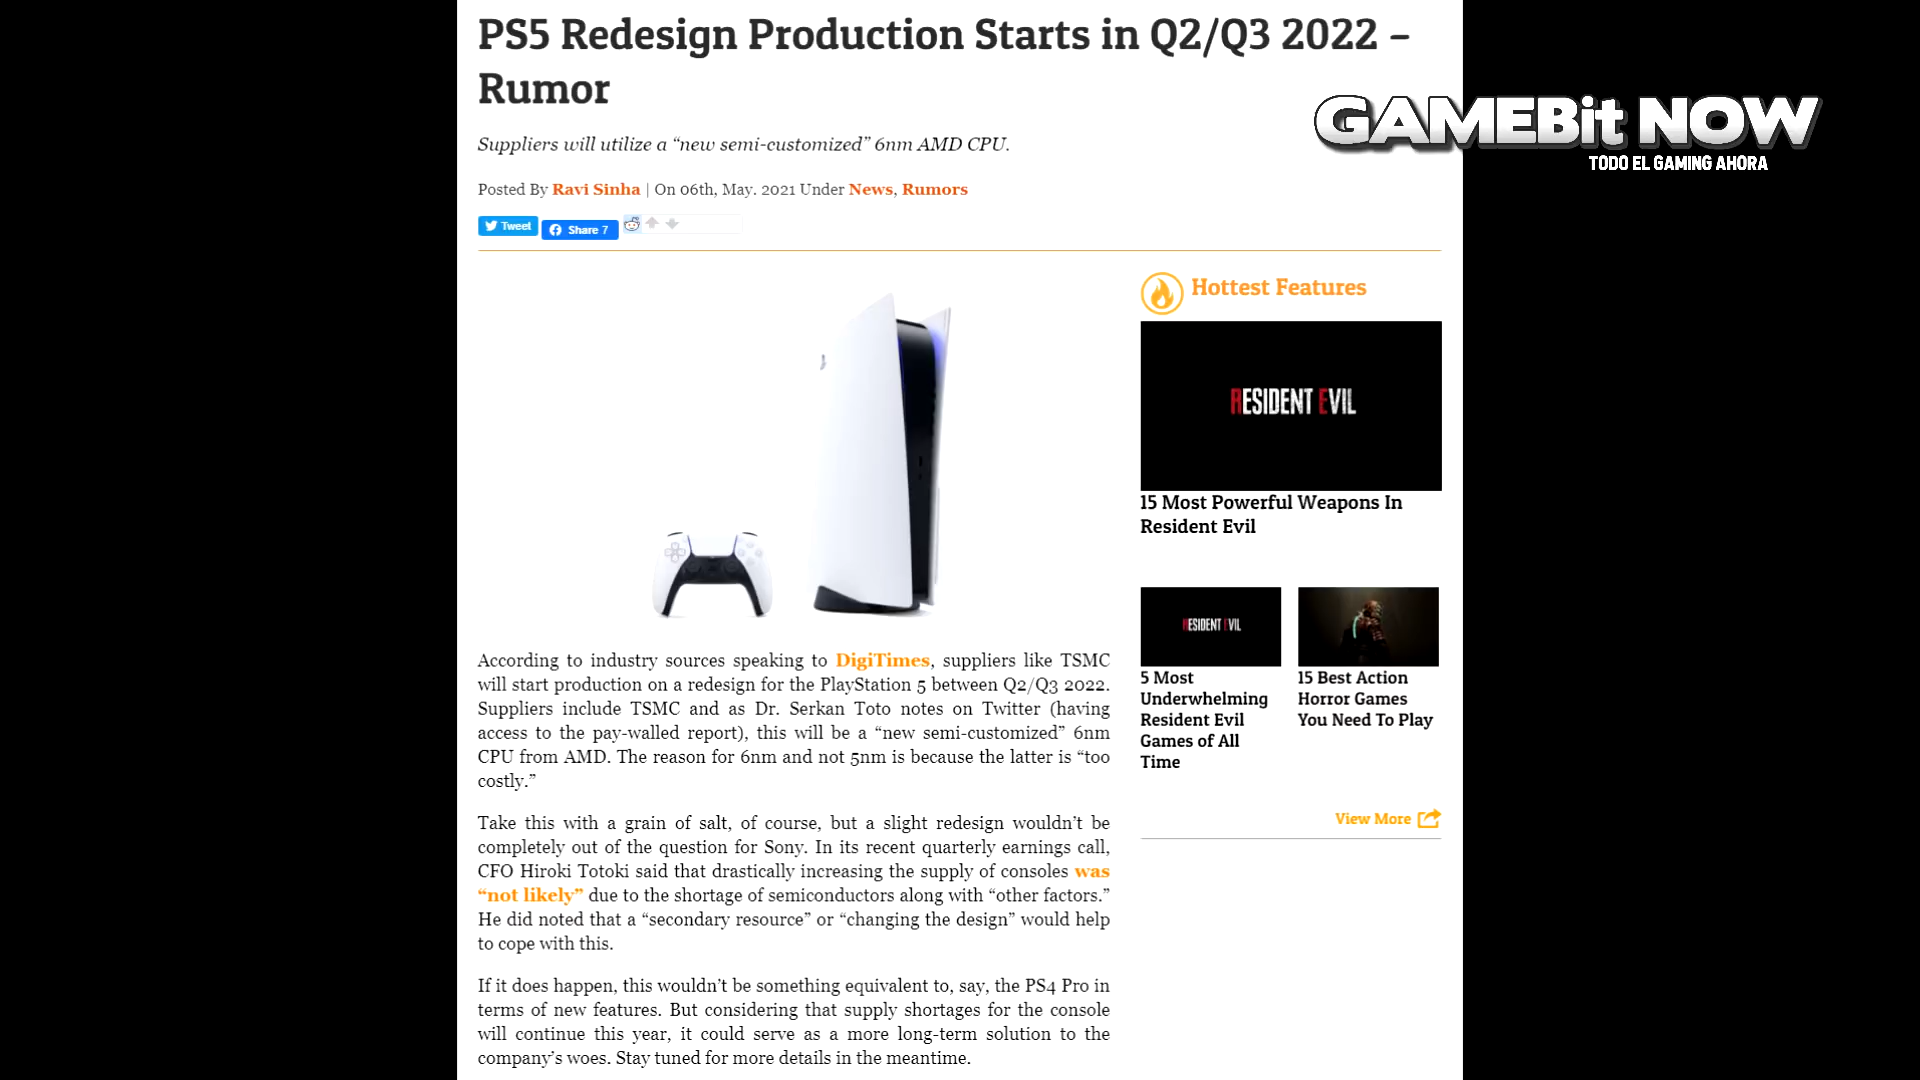 PS5 Redesign Production Starts in Q2/Q3 2022 –
Rumor
GAMEBit NOW
TODO EL GAMING AHORA
Suppliers will utilize a “new semi-customized” 6nm AMD CPU.
Posted By Ravi Sinha | On 06th, May. 2021 Under News, Rumors
Tweet
Share 7
According to industry sources speaking to DigiTimes, suppliers like TSMC
will start production on a redesign for the PlayStation 5 between Q2/Q3 2022.
Suppliers include TSMC and as Dr. Serkan Toto notes on Twitter (having
access to the pay-walled report), this will be a “new semi-customized” 6nm
CPU from AMD. The reason for 6nm and not 5nm is because the latter is “too
costly.”
Take this with a grain of salt, of course, but a slight redesign wouldn’t be
completely out of the question for Sony. In its recent quarterly earnings call,
CFO Hiroki Totoki said that drastically increasing the supply of consoles was
“not likely” due to the shortage of semiconductors along with “other factors.”
He did noted that a “secondary resource” or “changing the design” would help
to cope with this.
If it does happen, this wouldn’t be something equivalent to, say, the PS4 Pro in
terms of new features. But considering that supply shortages for the console
will continue this year, it could serve as a more long-term solution to the
company’s woes. Stay tuned for more details in the meantime.
Hottest Features
RESIDENT EVIL
15 Most Powerful Weapons In
Resident Evil
RESIDENT EVIL
5 Most
Underwhelming
Resident Evil
Games of All
Time
15 Best Action
Horror Games
You Need To Play
View More